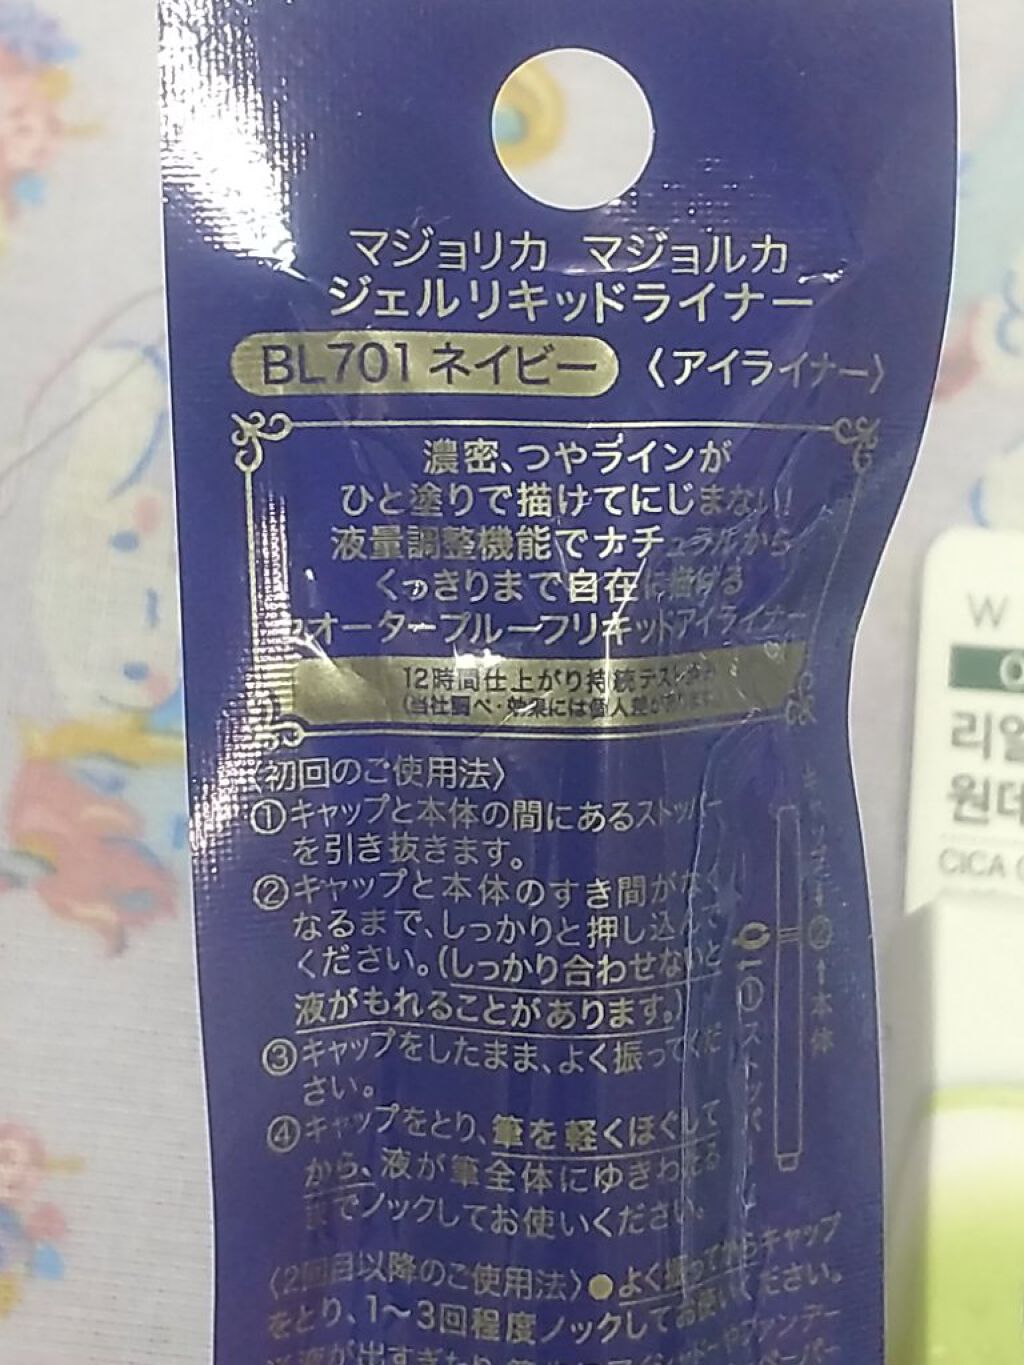 マジョリカ マジョルカ
ジェルリキッドライナー
BL701 ネイビー 〈アイライナー〉
濃密、つやラインが
ひと塗りで描けてにじまない!
液量調整機能でナチュラルから
くっきりまで自在に描ける
ウオータープルーフリキッドアイライナー
12時間仕上がり持続テスト済み
(当社調べ・効果には個人差があります)
〈初回のご使用法〉
①キャップと本体の間にあるストッパー
を引き抜きます。
②キャップと本体のすき間がなく
なるまで、しっかりと押し込んで
ください。(しっかり合わせないと
液がもれることがあります。)
③キャップをしたまま、よく振ってくだ
さい。
④キャップをとり、筆を軽くほぐして
から、液が筆全体にゆきわたる
までノックしてお使いください。
キャップ→②←本体
①ストッパー
〈2回目以降のご使用法〉●よく振ってからキャップ
をとり、1〜3回程度ノックしてお使いください。
液が出すぎたり
W
리얼
원데
CICA